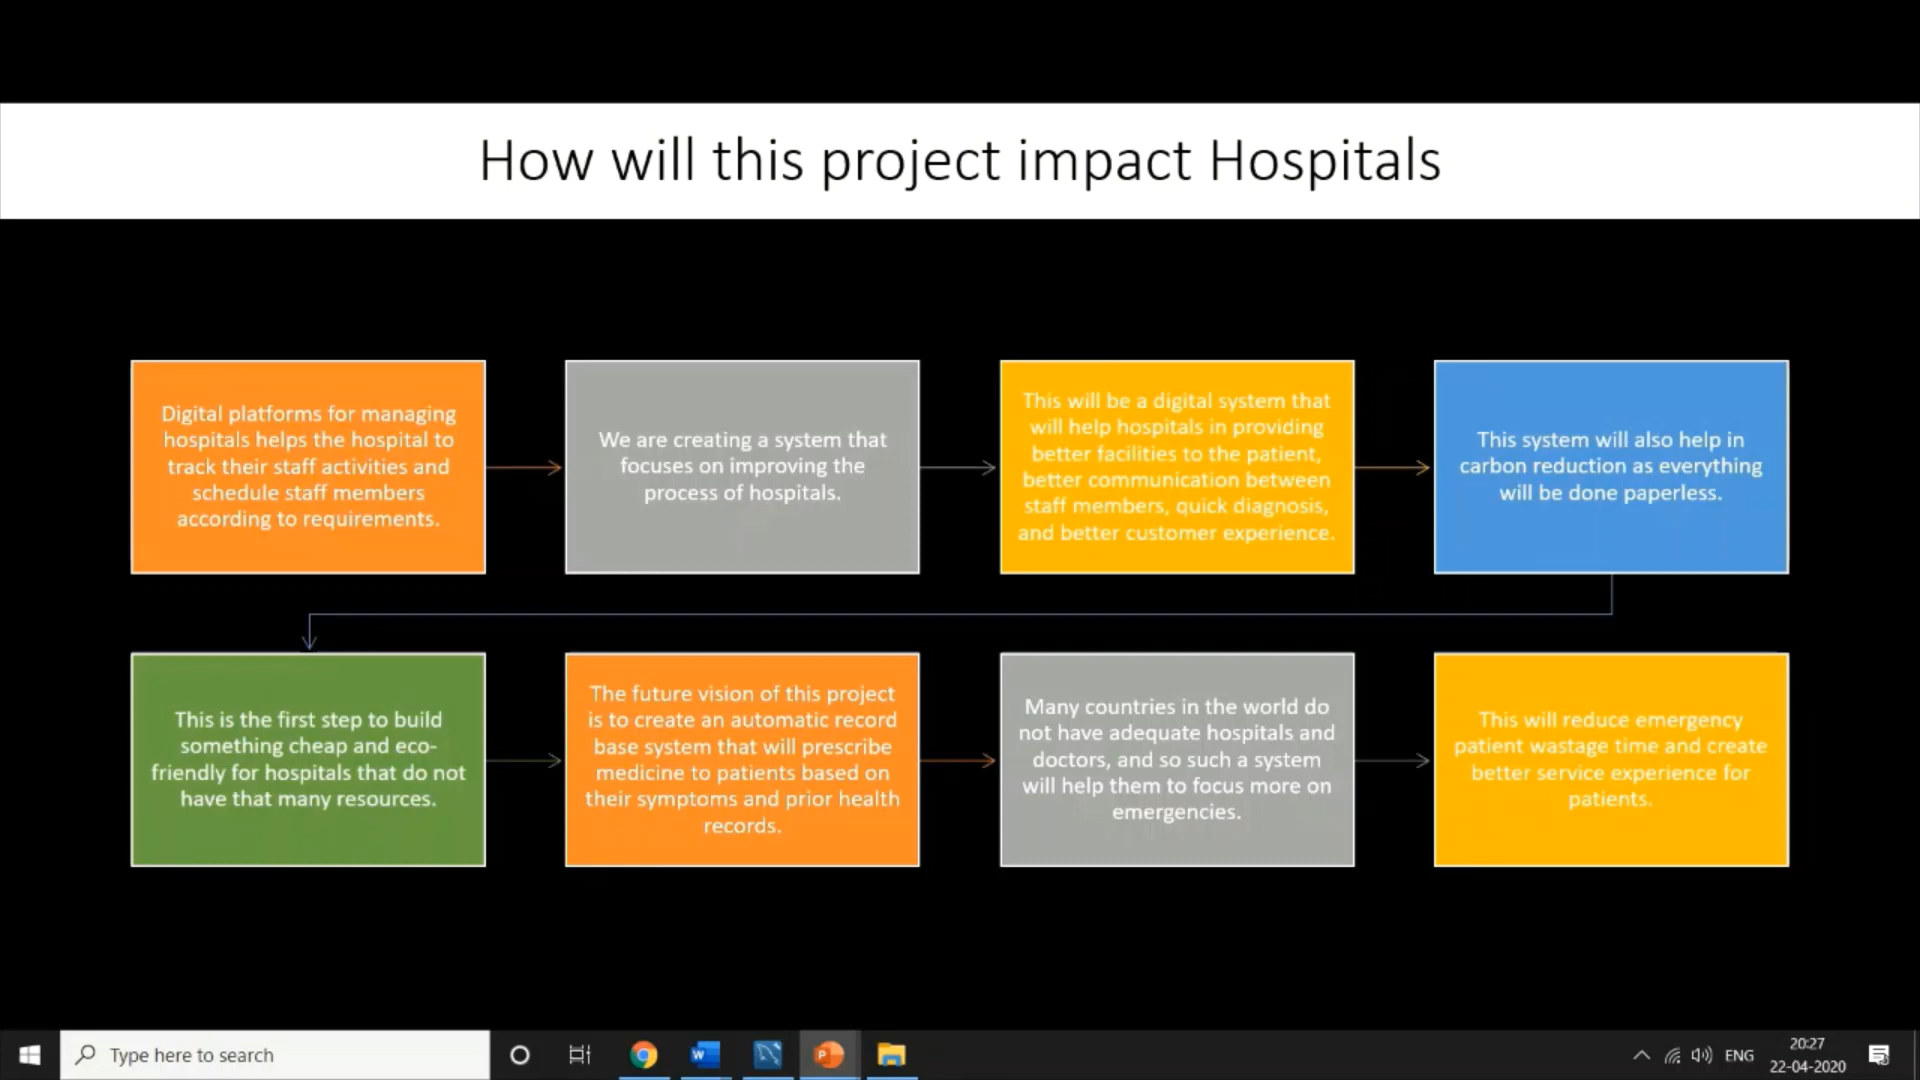 How will this project impact Hospitals
Digital platforms for managing
hospitals helps the hospital to
track their staff activities and
schedule staff members
according to requirements.
We are creating a system that
focuses on improving the
process of hospitals.
This will be a digital system that
will help hospitals in providing
better facilities to the patient,
better communication between
staff members, quick diagnosis,
and better customer experience.
This system will also help in
carbon reduction as everything
will be done paperless.
This is the first step to build
something cheap and eco-
friendly for hospitals that do not
have that many resources.
The future vision of this project
is to create an automatic record
base system that will prescribe
medicine to patients based on
their symptoms and prior health
records.
Many countries in the world do
not have adequate hospitals and
doctors, and so such a system
will help them to focus more on
emergencies.
This will reduce emergency
patient wastage time and create
better service experience for
patients.
Type here to search
ENG
20:27
22-04-2020